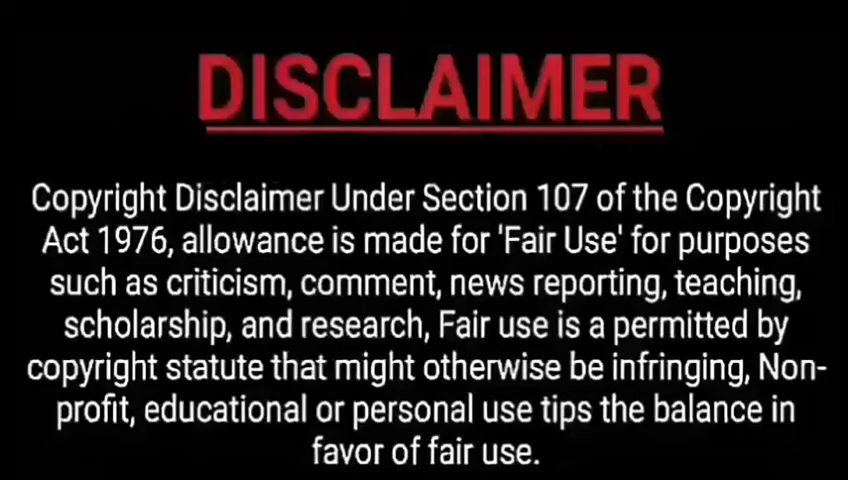 DISCLAIMER
Copyright Disclaimer Under Section 107 of the Copyright
Act 1976, allowance is made for 'Fair Use' for purposes
such as criticism, comment, news reporting, teaching,
scholarship, and research, Fair use is a permitted by
copyright statute that might otherwise be infringing, Non-
profit, educational or personal use tips the balance in
favor of fair use.